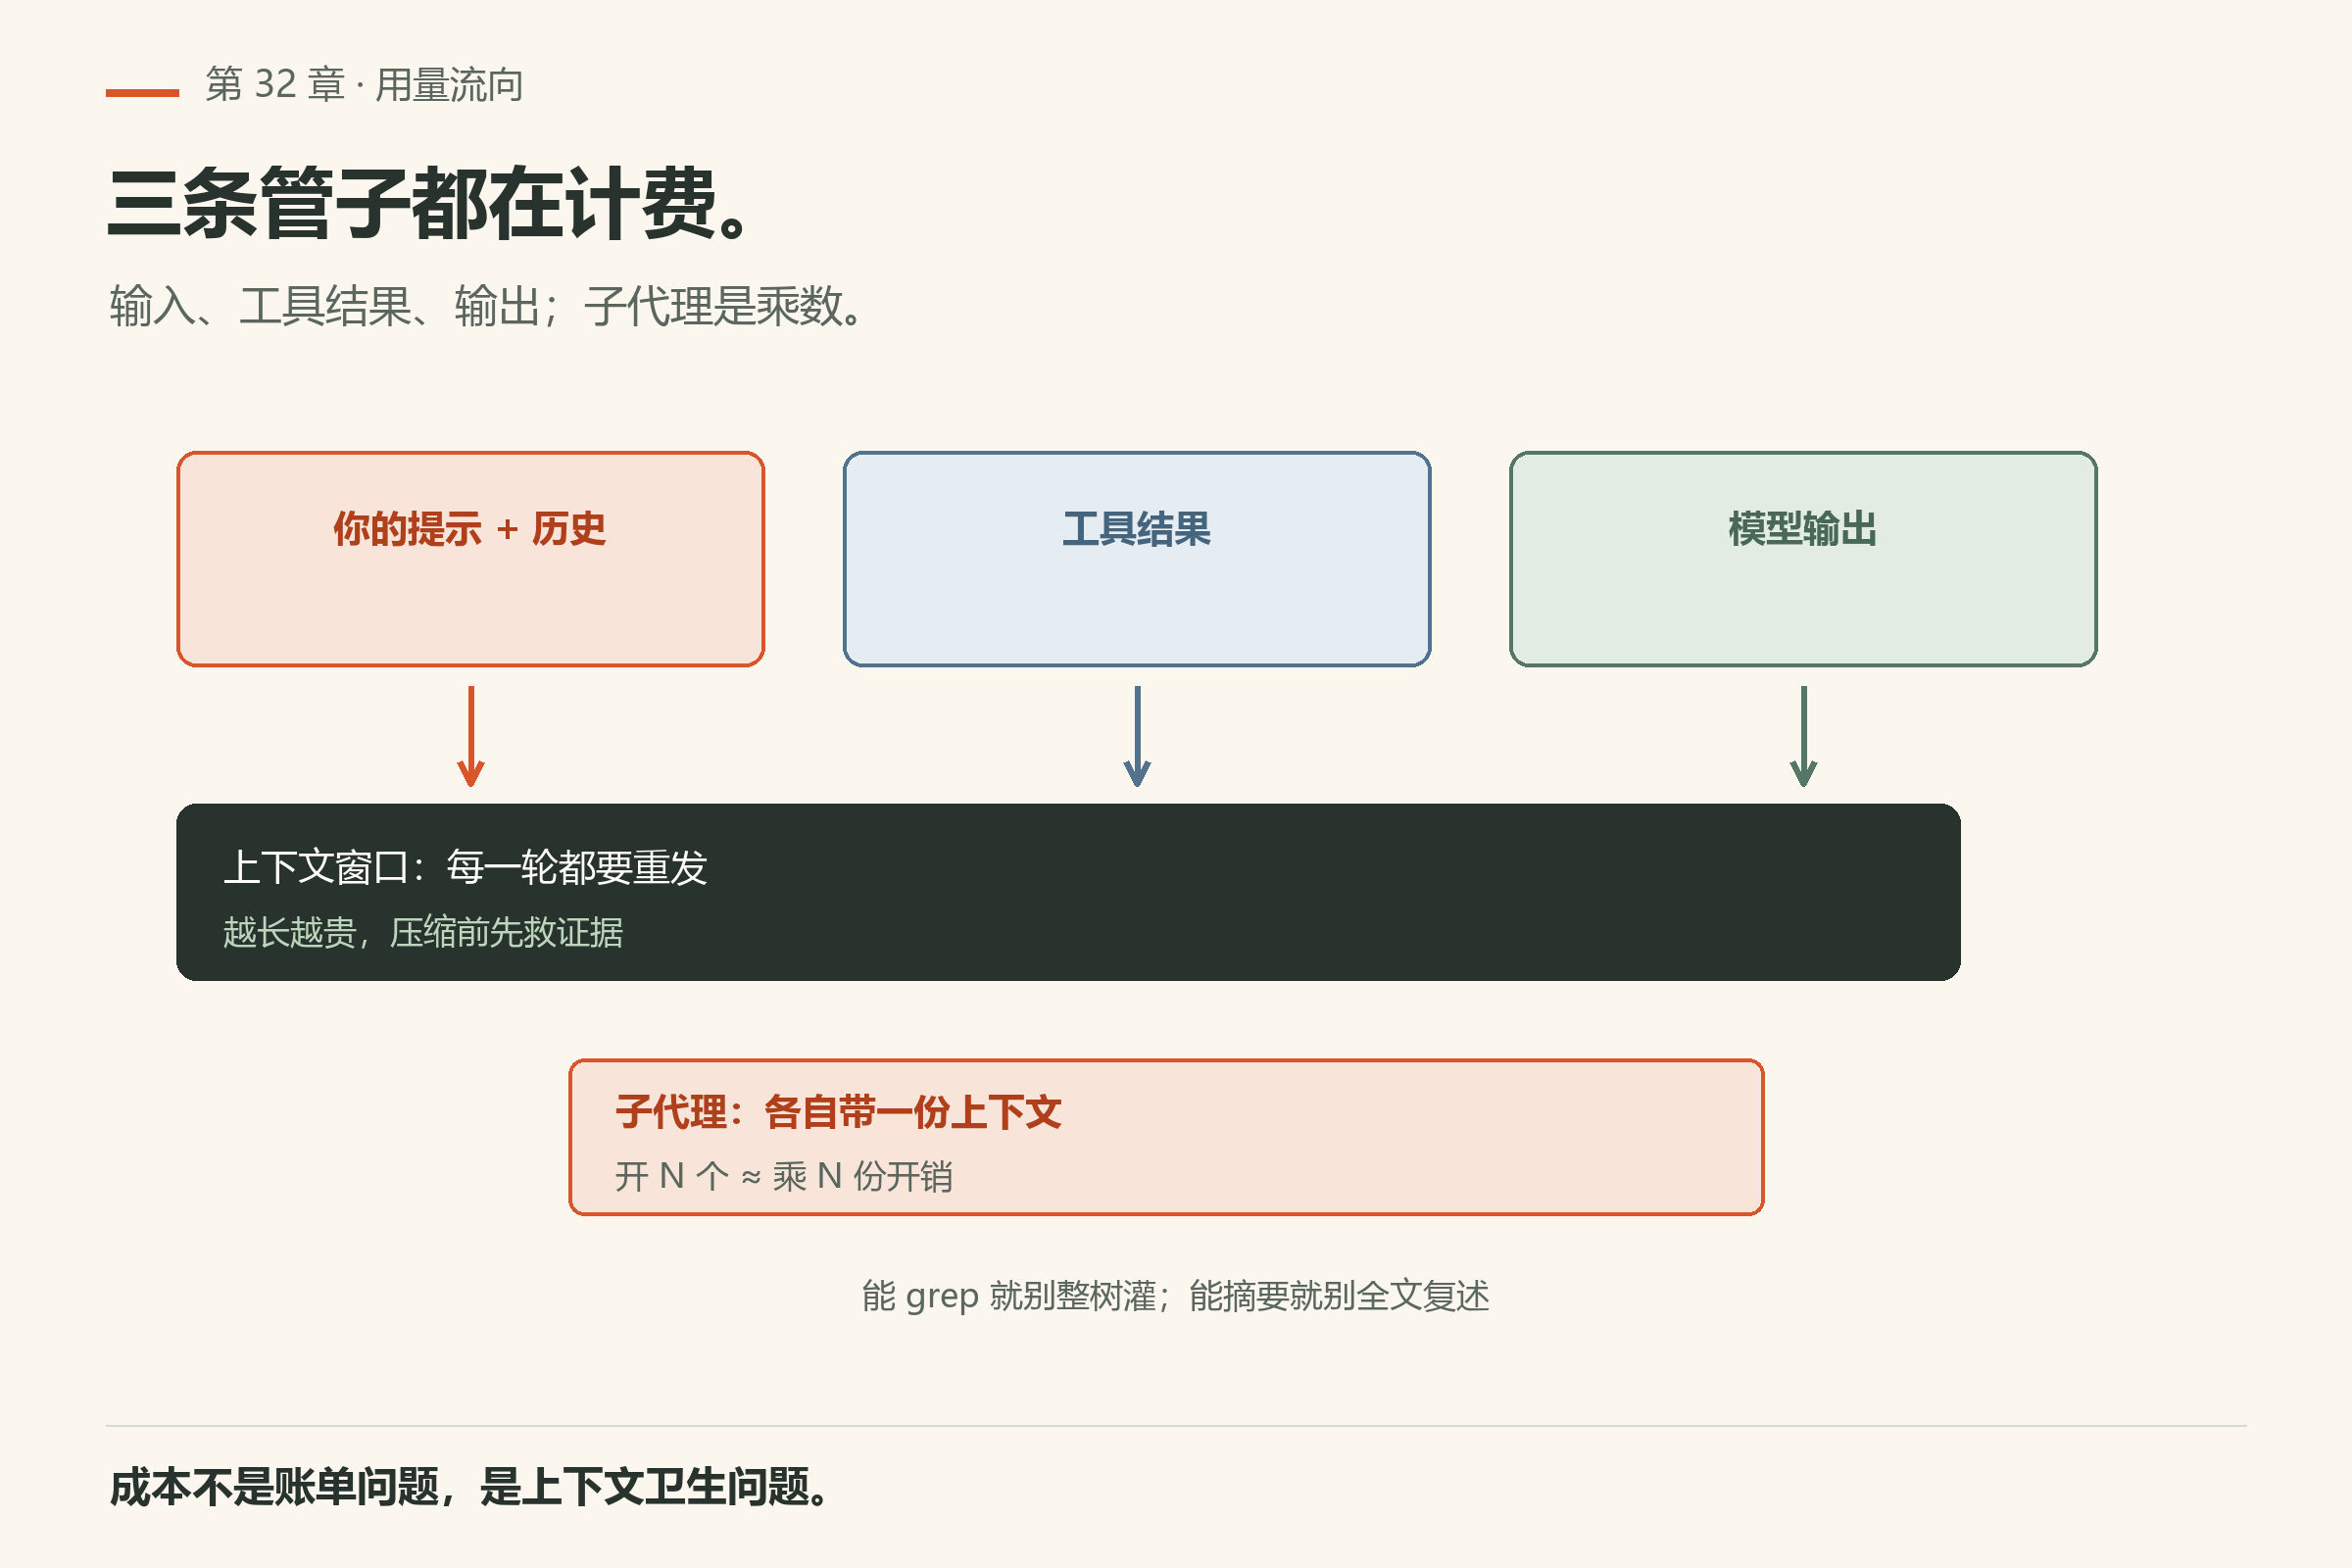 第 32 章 · 用量流向
三条管子都在计费。
输入、工具结果、输出；子代理是乘数。
你的提示 + 历史
工具结果
模型输出
上下文窗口：每一轮都要重发
越长越贵，压缩前先救证据
子代理：各自带一份上下文
开 N 个 ≈ 乘 N 份开销
能 grep 就别整树灌；能摘要就别全文复述
成本不是账单问题，是上下文卫生问题。